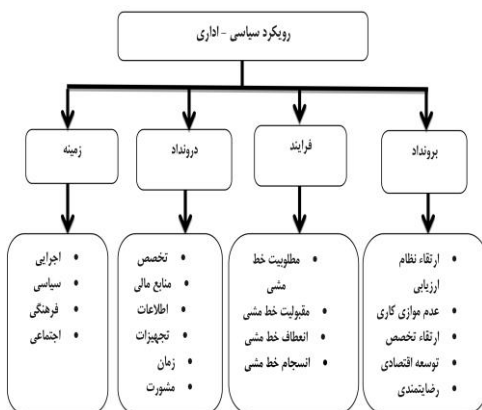 رویکرد سیاسی - اداری
زمینه
درونداد
فرایند
برونداد
• اجرایی
• سیاسی
• فرهنگی
• اجتماعی
• تخصص
• منابع مالی
• اطلاعات
• تجهیزات
• زمان
• مشورت
• مطلوبیت خط
مشی
• مقبولیت خط مشی
• انعطاف خط مشی
• انسجام خط مشی
• ارتقاء نظام
ارزیابی
• عدم موازی کاری
• ارتقاء تخصص
• توسعه اقتصادی
• رضایتمندی